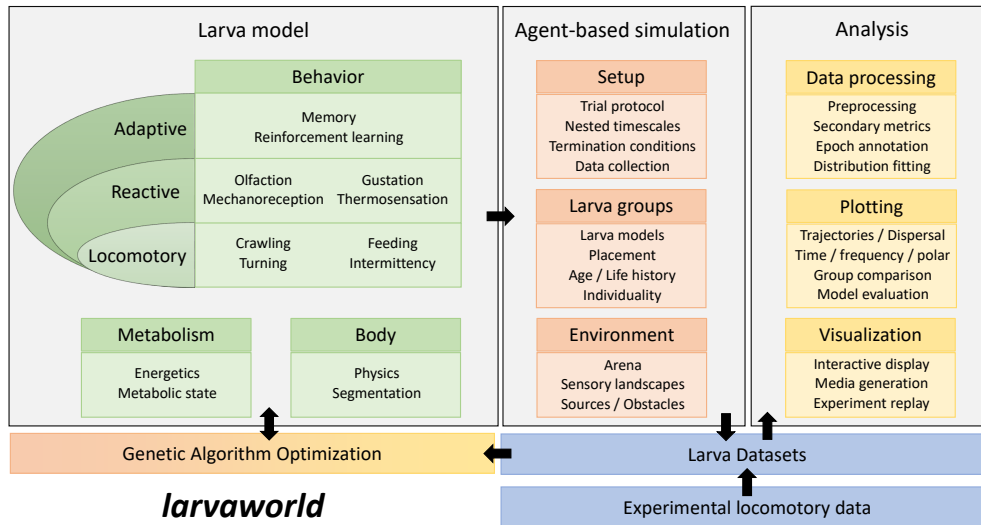 Larva model
Behavior
Adaptive
Memory
Reinforcement learning
Reactive
Olfaction Gustation
Mechanoreception Thermosensation
Locomotory
Crawling Feeding
Turning Intermittency
Metabolism
Energetics
Metabolic state
Body
Physics
Segmentation
Agent-based simulation
Setup
Trial protocol
Nested timescales
Termination conditions
Data collection
Larva groups
Larva models
Placement
Age / Life history
Individuality
Environment
Arena
Sensory landscapes
Sources / Obstacles
Analysis
Data processing
Preprocessing
Secondary metrics
Epoch annotation
Distribution fitting
Plotting
Trajectories / Dispersal
Time / frequency / polar
Group comparison
Model evaluation
Visualization
Interactive display
Media generation
Experiment replay
Genetic Algorithm Optimization
Larva Datasets
larvaworld
Experimental locomotory data